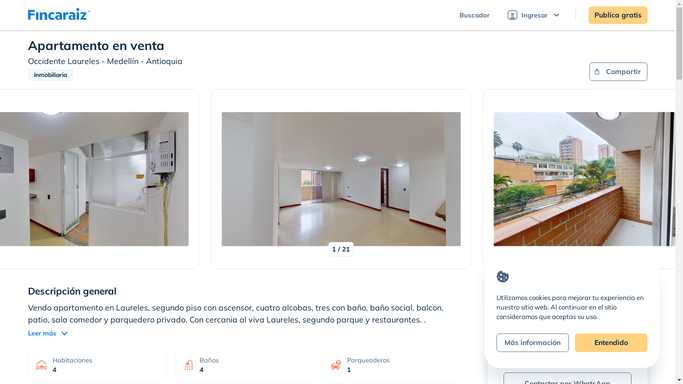 Fincaraiz
Buscador
Ingresar
Publica gratis
Apartamento en venta
Occidente Laureles - Medellín - Antioquia
Inmobiliaria
Compartir
1 / 21
Descripción general
Vendo apartamento en Laureles, segundo piso con ascensor, cuatro alcobas, tres con baño, baño social, balcon,
patio, sala comedor y parquedero privado. Con cercania al viva Laureles, segundo parque y restaurantes. .
Leer más
Habitaciones
4
Baños
4
Parqueaderos
1
Utilizamos cookies para mejorar tu experiencia en
nuestro sitio web. Al continuar en el sitio
consideramos que aceptas su uso.
Más información
Entendido
Contactar por WhatsApp